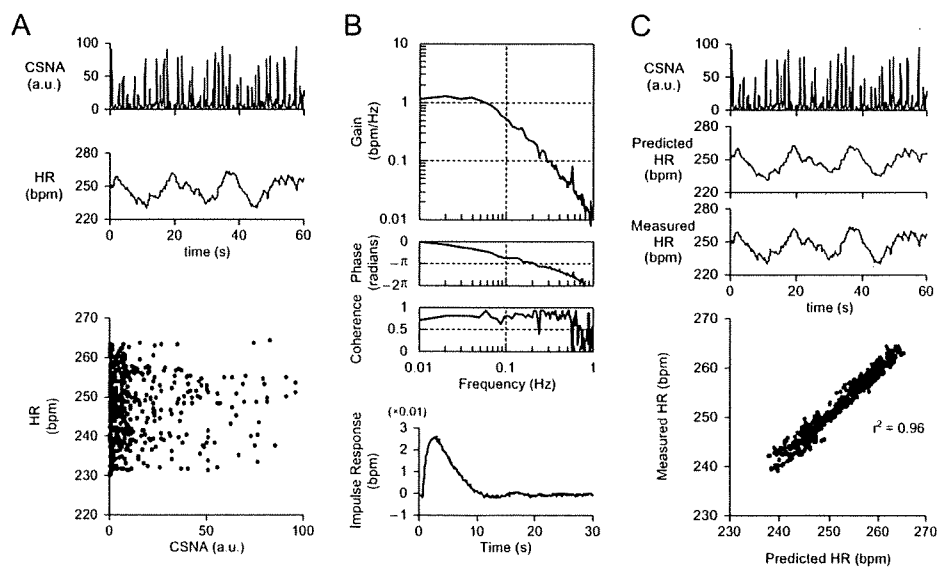 A
CSNA
(a.u.)
100
50
0
HR
(bpm)
280
250
220
0 20 40 60
time (s)
HR
(bpm)
270
260
250
240
230
220
0 50 100
CSNA (a.u.)
B
Gain
(bpm/Hz)
10
1
0.1
0.01
Phase
(radians)
0
−π
−2π
Coherence
1
0.5
0
0.01 0.1 1
Frequency (Hz)
Impulse Response
(bpm)
(×0.01)
3
2
1
0
−1
0 10 20 30
Time (s)
C
CSNA
(a.u.)
100
50
0
Predicted
HR
(bpm)
280
250
220
Measured
HR
(bpm)
280
250
220
0 20 40 60
time (s)
Measured HR (bpm)
270
260
250
240
230
r² = 0.96
230 240 250 260 270
Predicted HR (bpm)